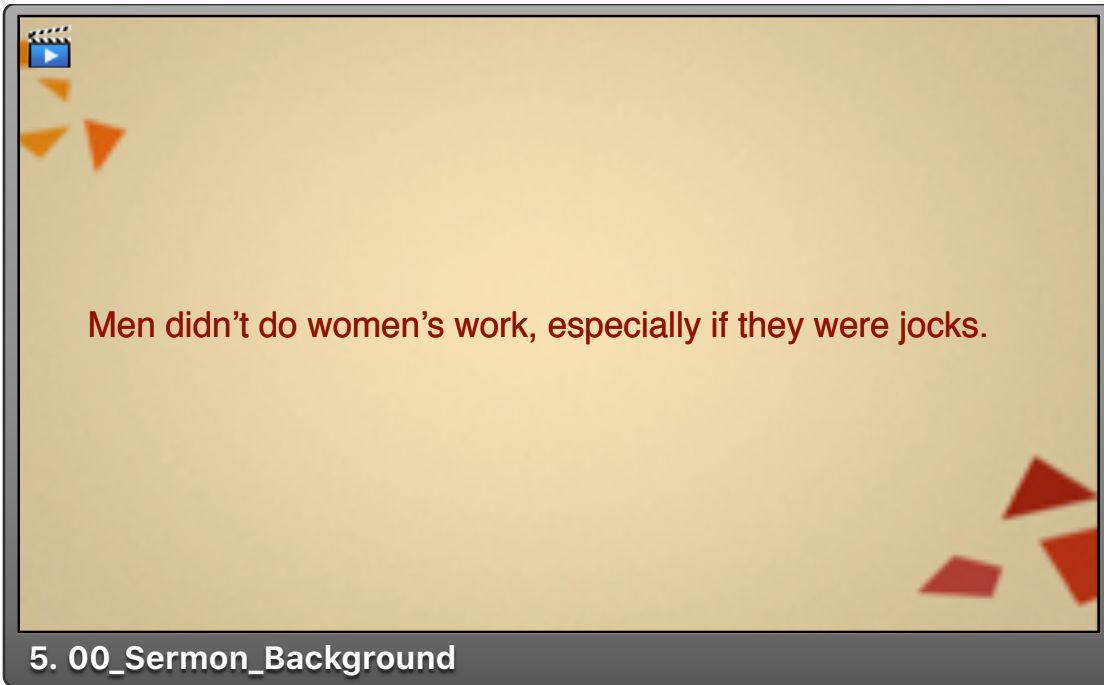 Men didn’t do women’s work, especially if they were jocks.
5. 00_Sermon_Background